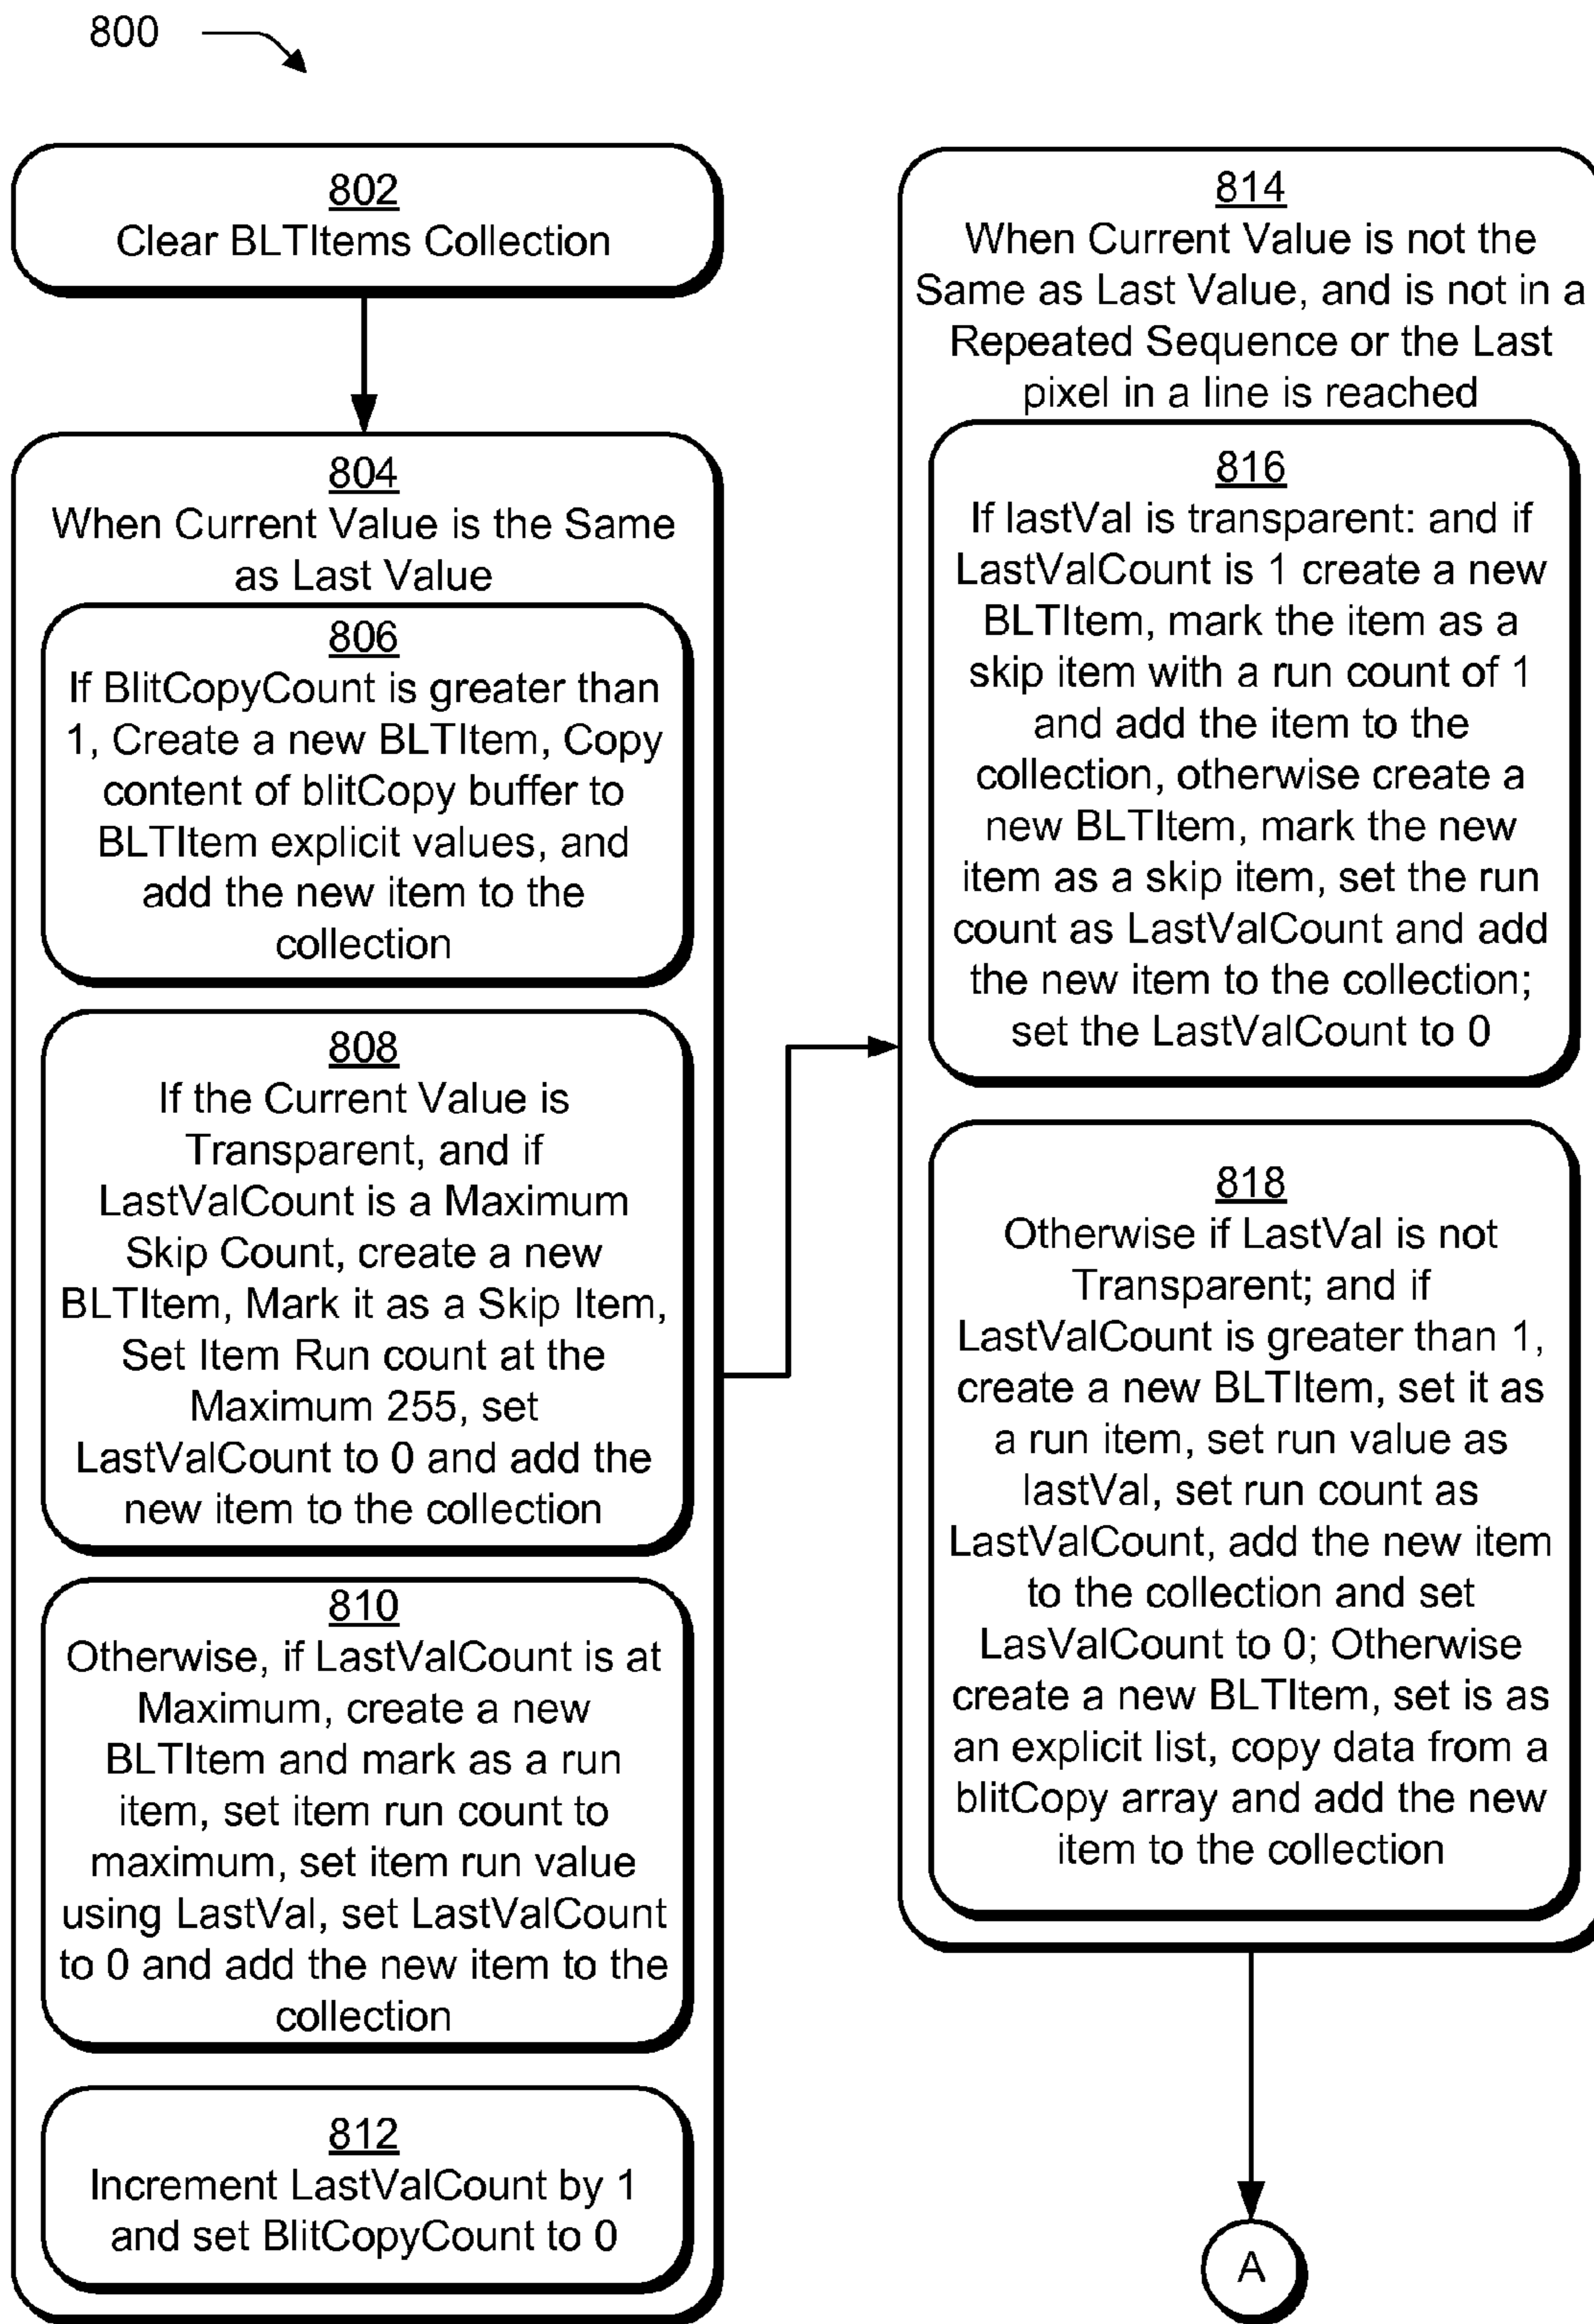 800
802
Clear BLTItems Collection
804
When Current Value is the Same
as Last Value
806
If BlitCopyCount is greater than
1, Create a new BLTItem, Copy
content of blitCopy buffer to
BLTItem explicit values, and
add the new item to the
collection
808
If the Current Value is
Transparent, and if
LastValCount is a Maximum
Skip Count, create a new
BLTItem, Mark it as a Skip Item,
Set Item Run count at the
Maximum 255, set
LastValCount to 0 and add the
new item to the collection
810
Otherwise, if LastValCount is at
Maximum, create a new
BLTItem and mark as a run
item, set item run count to
maximum, set item run value
using LastVal, set LastValCount
to 0 and add the new item to the
collection
812
Increment LastValCount by 1
and set BlitCopyCount to 0
814
When Current Value is not the
Same as Last Value, and is not in a
Repeated Sequence or the Last
pixel in a line is reached
816
If lastVal is transparent: and if
LastValCount is 1 create a new
BLTItem, mark the item as a
skip item with a run count of 1
and add the item to the
collection, otherwise create a
new BLTItem, mark the new
item as a skip item, set the run
count as LastValCount and add
the new item to the collection;
set the LastValCount to 0
818
Otherwise if LastVal is not
Transparent; and if
LastValCount is greater than 1,
create a new BLTItem, set it as
a run item, set run value as
lastVal, set run count as
LastValCount, add the new item
to the collection and set
LasValCount to 0; Otherwise
create a new BLTItem, set is as
an explicit list, copy data from a
blitCopy array and add the new
item to the collection
A